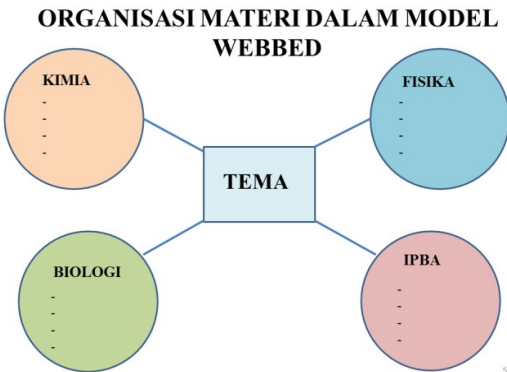 ORGANISASI MATERI DALAM MODEL
WEBBED
KIMIA
-
-
-
-
FISIKA
-
-
-
-
TEMA
BIOLOGI
-
-
-
-
IPBA
-
-
-
-